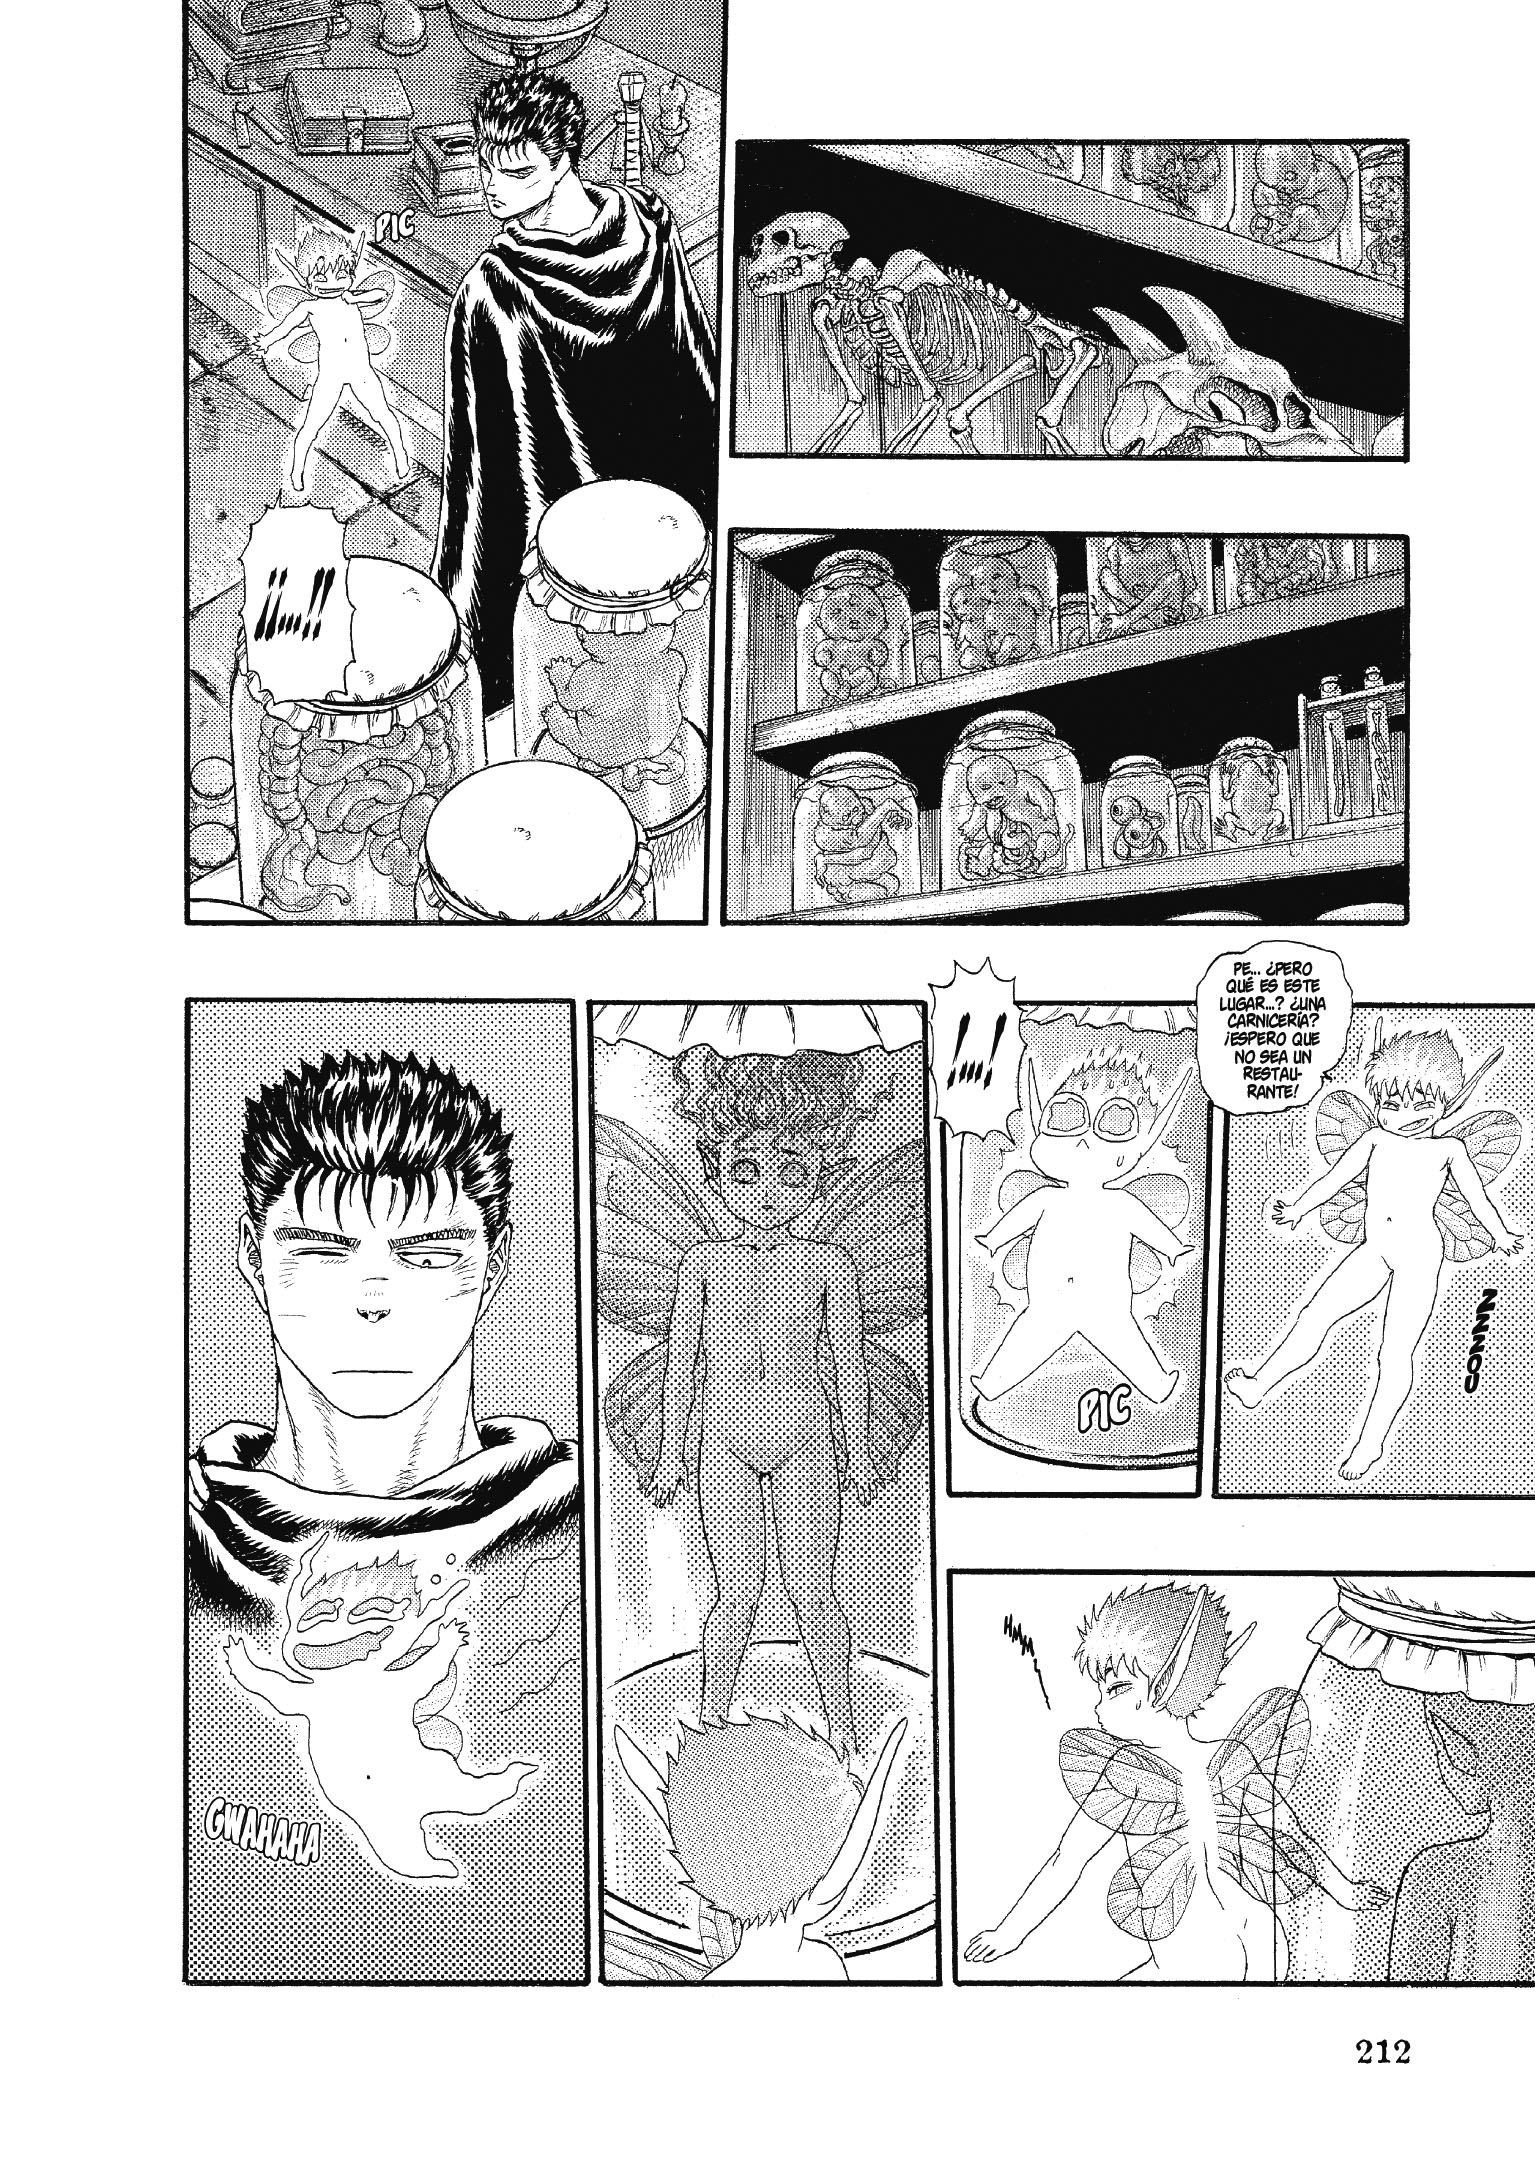 PIC
¡¡...!!
PE... ¿PERO
QUÉ ES ESTE
LUGAR...? ¿UNA
CARNICERÍA?
¡ESPERO QUE
NO SEA UN
RESTAU-
RANTE!
ZZZZOU
¡...!
PIC
HMM
GWAHAHA
212